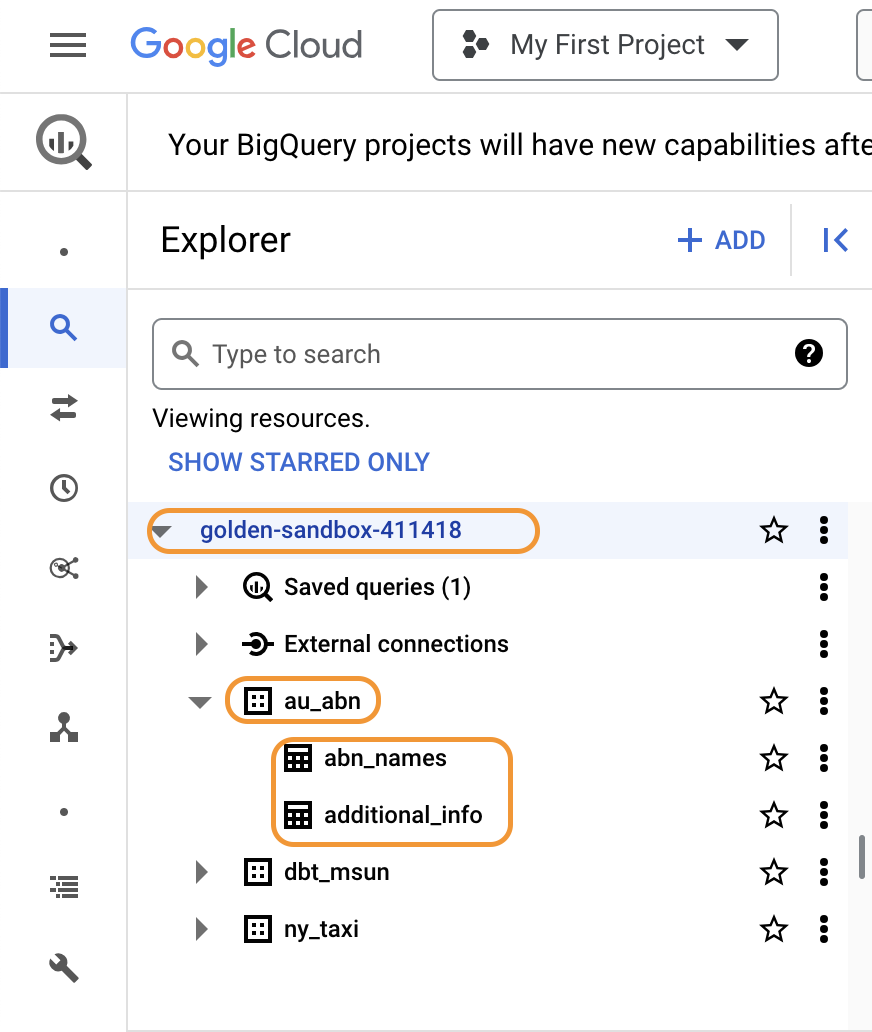 Google Cloud
My First Project
Your BigQuery projects will have new capabilities afte
Explorer
+ ADD
Type to search
?
Viewing resources.
SHOW STARRED ONLY
golden-sandbox-411418
Saved queries (1)
External connections
au_abn
abn_names
additional_info
dbt_msun
ny_taxi